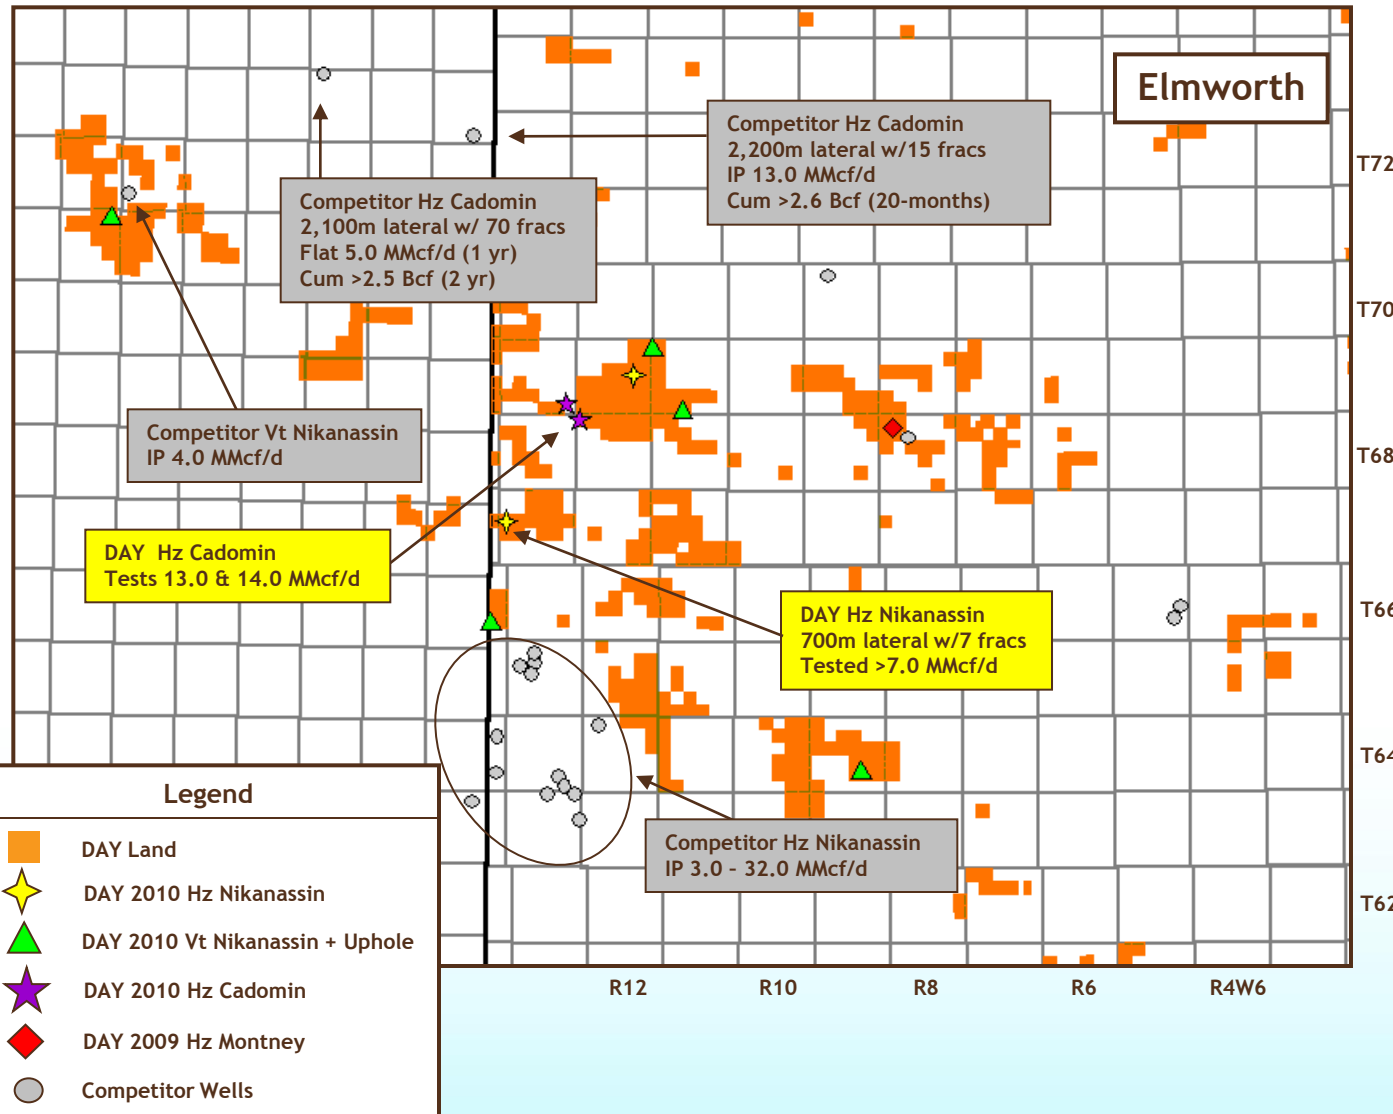 Elmworth
Competitor Hz Cadomin
2,200m lateral w/15 fracs
IP 13.0 MMcf/d
Cum >2.6 Bcf (20-months)
T72
Competitor Hz Cadomin
2,100m lateral w/ 70 fracs
Flat 5.0 MMcf/d (1 yr)
Cum >2.5 Bcf (2 yr)
T70
Competitor Vt Nikanassin
IP 4.0 MMcf/d
T68
DAY Hz Cadomin
Tests 13.0 & 14.0 MMcf/d
DAY Hz Nikanassin
700m lateral w/7 fracs
Tested >7.0 MMcf/d
T66
T64
Competitor Hz Nikanassin
IP 3.0 - 32.0 MMcf/d
T62
R12 R10 R8 R6 R4W6
Legend
DAY Land
DAY 2010 Hz Nikanassin
DAY 2010 Vt Nikanassin + Uphole
DAY 2010 Hz Cadomin
DAY 2009 Hz Montney
Competitor Wells